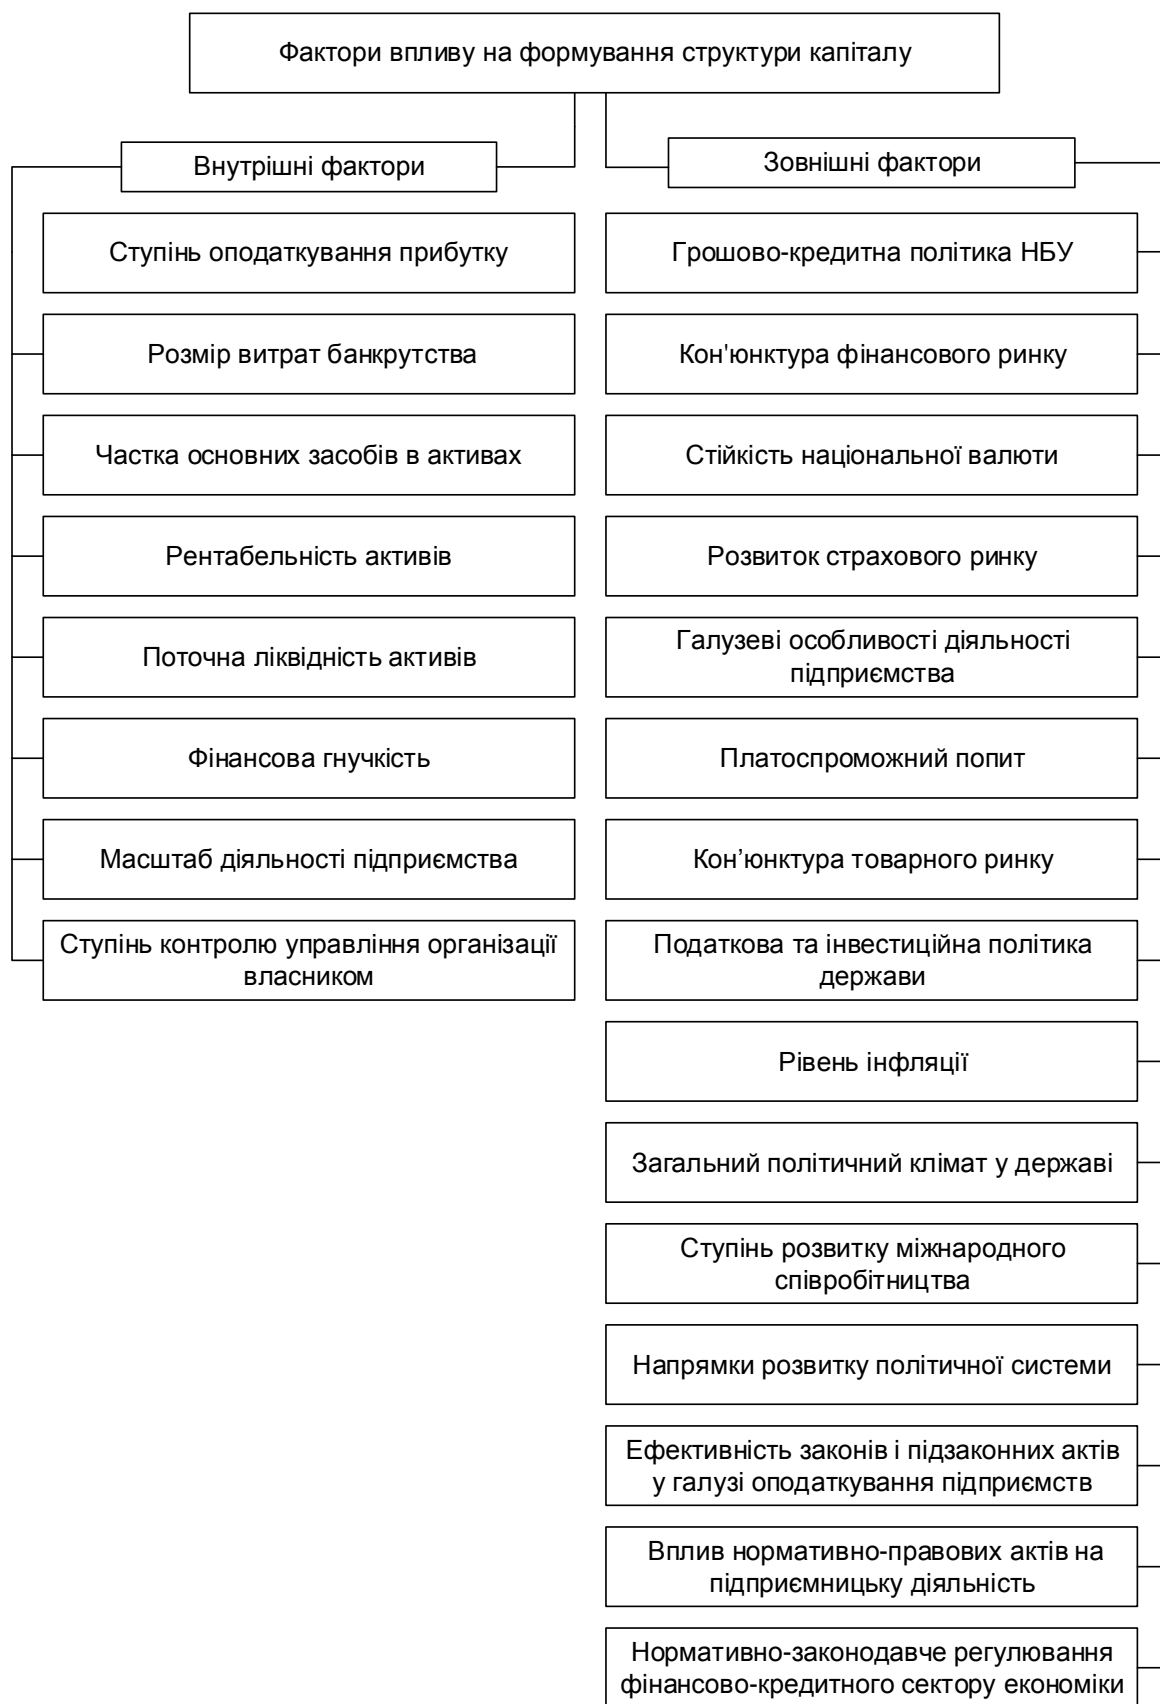 Фактори впливу на формування структури капіталу
Внутрішні фактори
Ступінь оподаткування прибутку
Розмір витрат банкрутства
Частка основних засобів в активах
Рентабельність активів
Поточна ліквідність активів
Фінансова гнучкість
Масштаб діяльності підприємства
Ступінь контролю управління організації
власником
Зовнішні фактори
Грошово-кредитна політика НБУ
Кон'юнктура фінансового ринку
Стійкість національної валюти
Розвиток страхового ринку
Галузеві особливості діяльності
підприємства
Платоспроможний попит
Кон’юнктура товарного ринку
Податкова та інвестиційна політика
держави
Рівень інфляції
Загальний політичний клімат у державі
Ступінь розвитку міжнародного
співробітництва
Напрямки розвитку політичної системи
Ефективність законів і підзаконних актів
у галузі оподаткування підприємств
Вплив нормативно-правових актів на
підприємницьку діяльність
Нормативно-законодавче регулювання
фінансово-кредитного сектору економіки